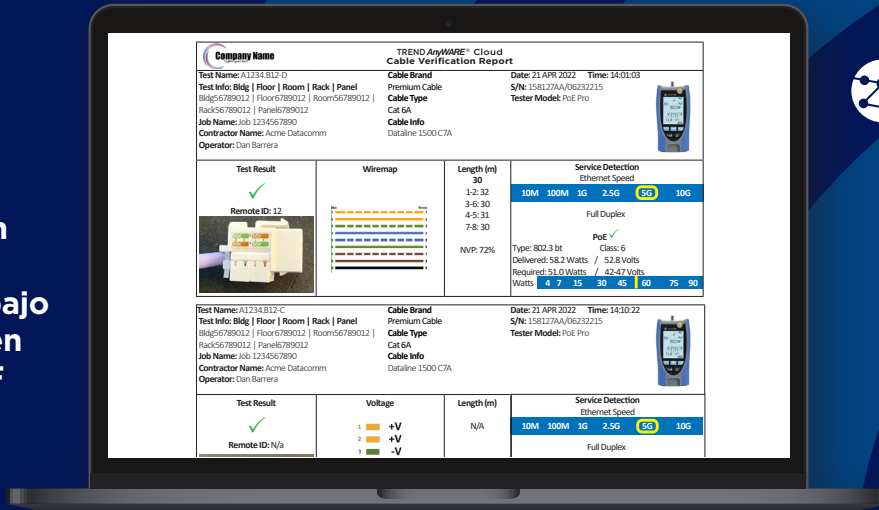 ajo
en
Company Name
TREND AnyWARE® Cloud
Cable Verification Report
Test Name: A1234.B12-D
Test Info: Bldg | Floor | Room | Rack | Panel
Bldg56789012 | Floor6789012 | Room56789012 |
Rack56789012 | Panel6789012
Job Name: Job 1234567890
Contractor Name: Acme Datacomm
Operator: Dan Barrera
Cable Brand
Premium Cable
Cable Type
Cat 6A
Cable Info
Dataline 1500 C7A
Date: 21 APR 2022 Time: 14:01:03
S/N: 158127AA/06232215
Tester Model: PoE Pro
Test Result
✓
Remote ID: 12
Wiremap
Length (m)
30
1-2: 32
3-6: 30
4-5: 31
7-8: 30
NVP: 72%
Service Detection
Ethernet Speed
10M 100M 1G 2.5G 5G 10G
Full Duplex
PoE ✓
Type: 802.3 bt Class: 6
Delivered: 58.2 Watts / 52.8 Volts
Required: 51.0 Watts / 42-47 Volts
Watts 4 7 15 30 45 60 75 90
Test Name: A1234.B12-C
Test Info: Bldg | Floor | Room | Rack | Panel
Bldg56789012 | Floor6789012 | Room56789012 |
Rack56789012 | Panel6789012
Job Name: Job 1234567890
Contractor Name: Acme Datacomm
Operator: Dan Barrera
Cable Brand
Premium Cable
Cable Type
Cat 6A
Cable Info
Dataline 1500 C7A
Date: 21 APR 2022 Time: 14:10:22
S/N: 158127AA/06232215
Tester Model: PoE Pro
Test Result
✓
Remote ID: N/a
Voltage
1 +V
2 +V
3 -V
Length (m)
N/A
Service Detection
Ethernet Speed
10M 100M 1G 2.5G 5G 10G
Full Duplex